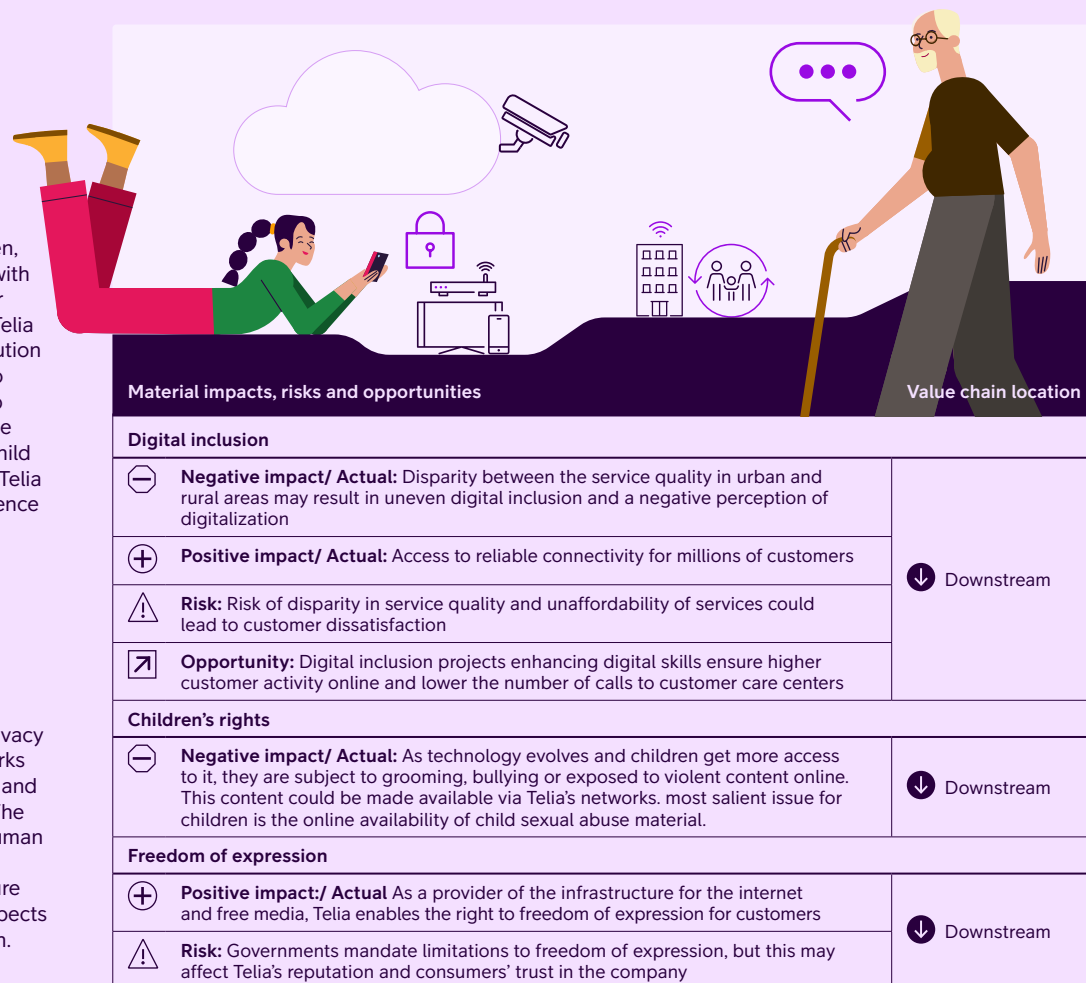 Material impacts, risks and opportunities
Value chain location
Digital inclusion
Negative impact/ Actual: Disparity between the service quality in urban and
rural areas may result in uneven digital inclusion and a negative perception of
digitalization
Positive impact/ Actual: Access to reliable connectivity for millions of customers
Risk: Risk of disparity in service quality and unaffordability of services could
lead to customer dissatisfaction
Opportunity: Digital inclusion projects enhancing digital skills ensure higher
customer activity online and lower the number of calls to customer care centers
Downstream
Children’s rights
Negative impact/ Actual: As technology evolves and children get more access
to it, they are subject to grooming, bullying or exposed to violent content online.
This content could be made available via Telia’s networks. most salient issue for
children is the online availability of child sexual abuse material.
Downstream
Freedom of expression
Positive impact:/ Actual As a provider of the infrastructure for the internet
and free media, Telia enables the right to freedom of expression for customers
Risk: Governments mandate limitations to freedom of expression, but this may
affect Telia’s reputation and consumers’ trust in the company
Downstream
Telia
Telia
and